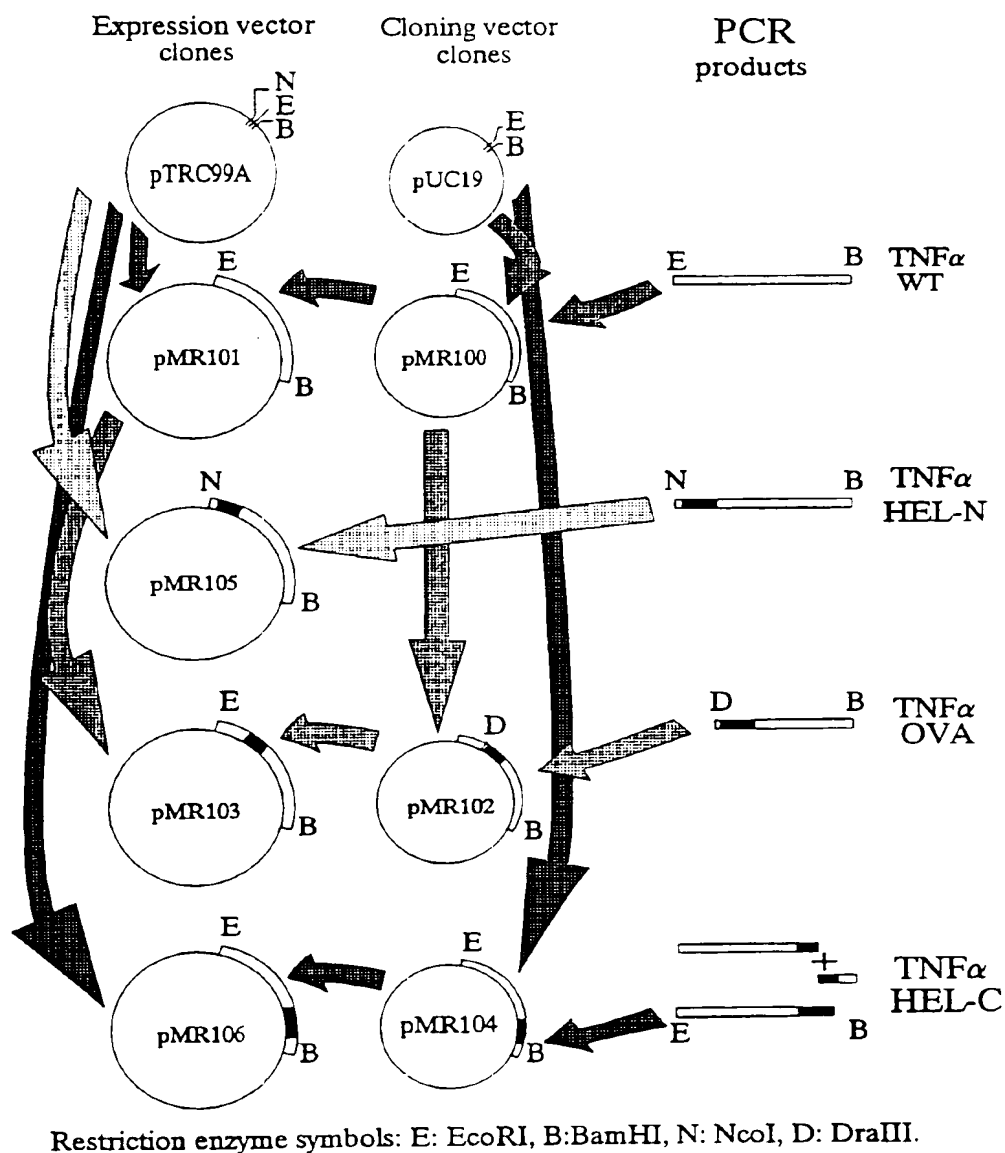 Expression vector
clones
Cloning vector
clones
PCR
products
N
E
B
pTRC99A
E
B
pUC19
E
B
pMR101
E
B
pMR100
E
B
TNFα
WT
N
B
pMR105
N
B
TNFα
HEL-N
E
B
pMR103
D
B
pMR102
D
B
TNFα
OVA
E
B
pMR106
E
B
pMR104
+
E
B
TNFα
HEL-C
Restriction enzyme symbols: E: EcoRI, B:BamHI, N: NcoI, D: DraIII.